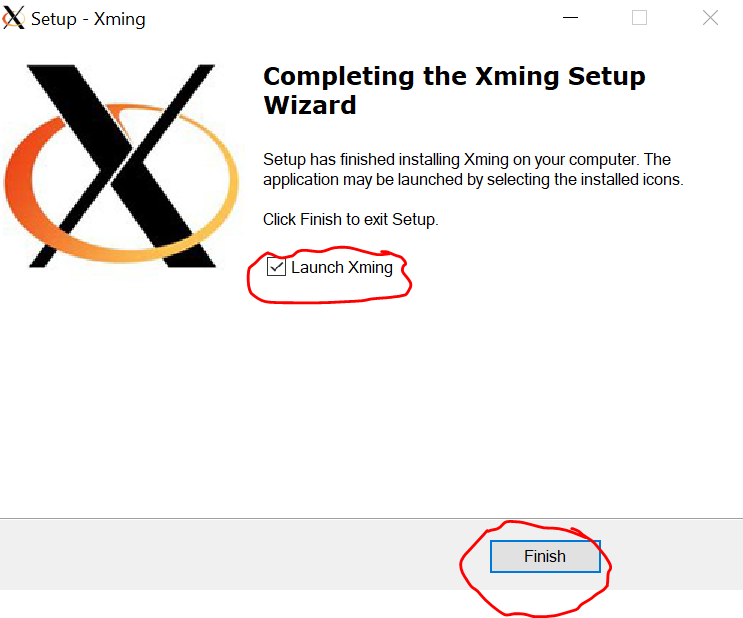 Setup - Xming
Completing the Xming Setup
Wizard
Setup has finished installing Xming on your computer. The
application may be launched by selecting the installed icons.
Click Finish to exit Setup.
Launch Xming
Finish